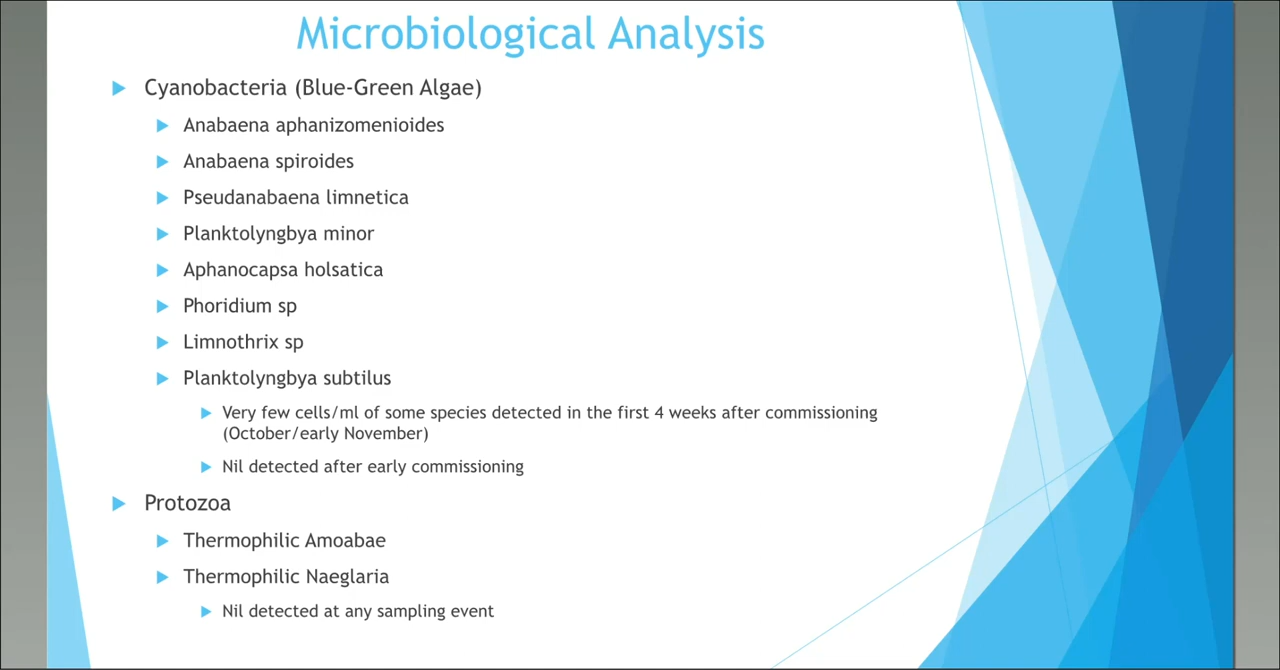 Microbiological Analysis
Cyanobacteria (Blue-Green Algae)
Anabaena aphanizomenioides
Anabaena spiroides
Pseudanabaena limnetica
Planktolyngbya minor
Aphanocapsa holsatica
Phoridium sp
Limnothrix sp
Planktolyngbya subtilus
Very few cells/ml of some species detected in the first 4 weeks after commissioning
(October/early November)
Nil detected after early commissioning
Protozoa
Thermophilic Amoabae
Thermophilic Naeglaria
Nil detected at any sampling event